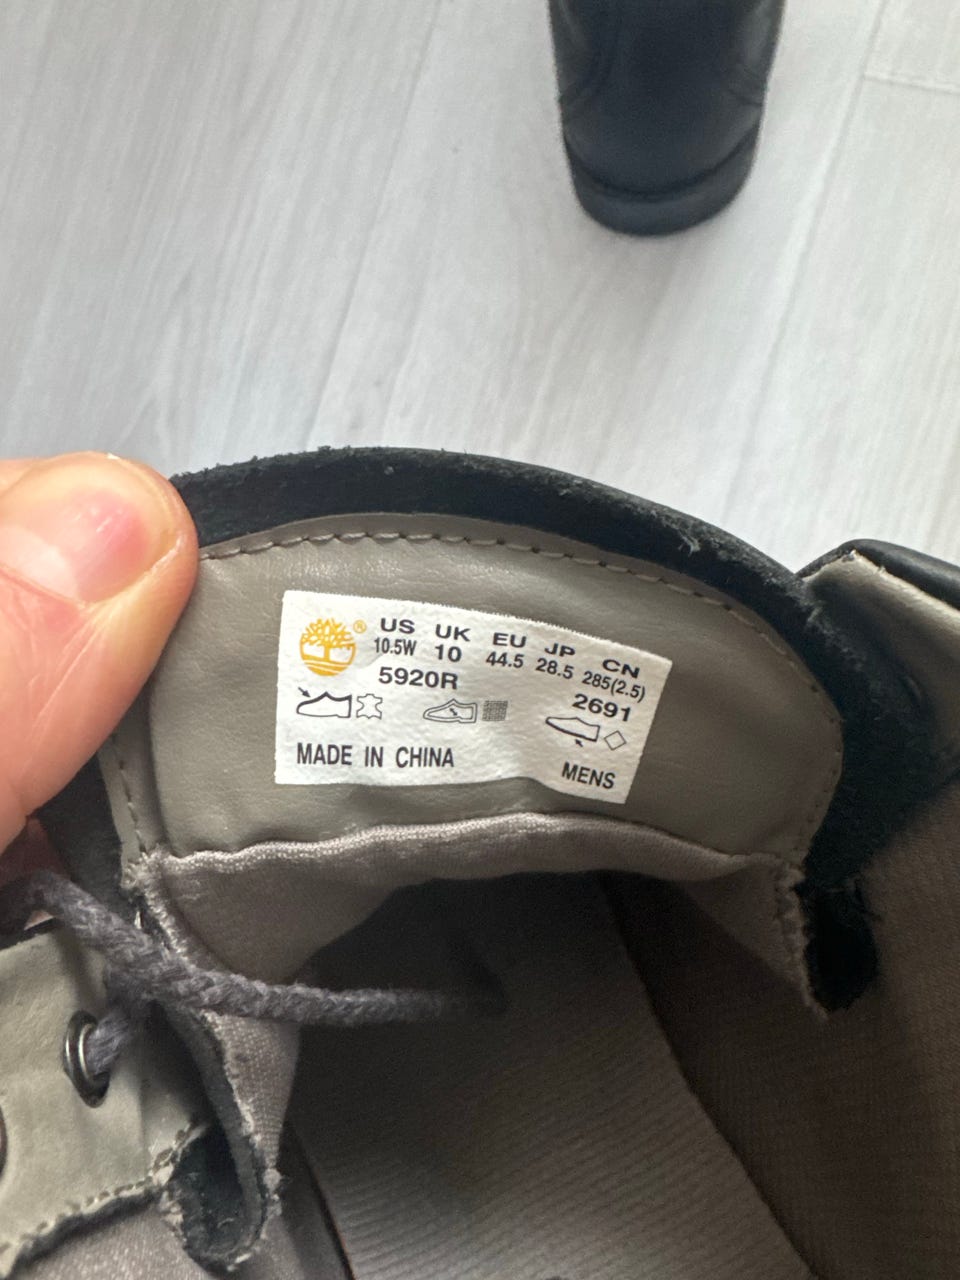 ® US UK EU JP CN
10.5W 10 44.5 28.5 285(2.5)
5920R 2691
MADE IN CHINA MENS